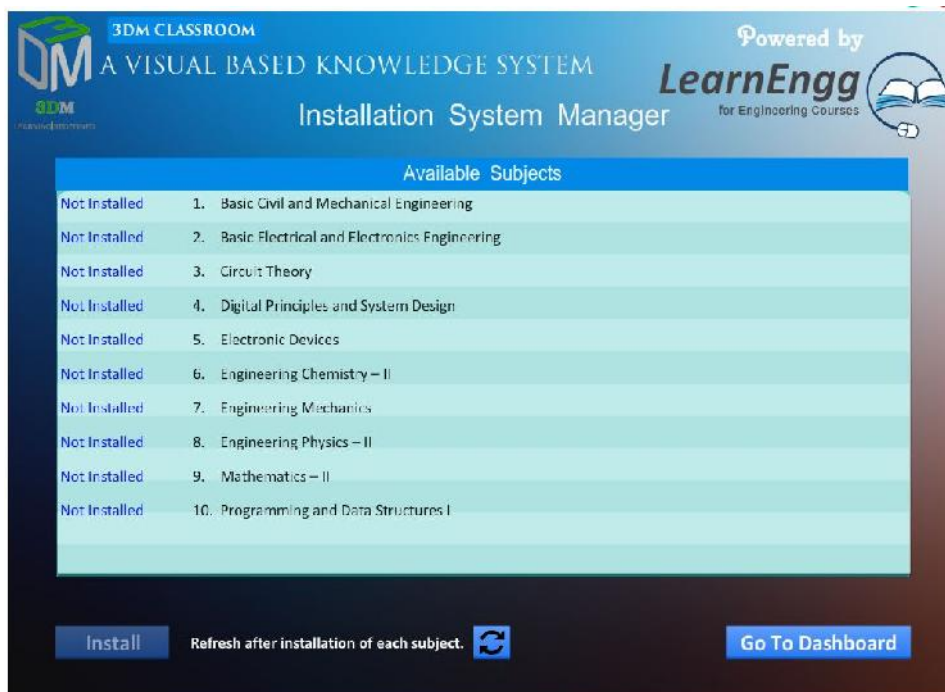 3DM CLASSROOM
A VISUAL BASED KNOWLEDGE SYSTEM
Powered by
LearnEngg
for Engineering Courses
3DM
Installation System Manager
Available Subjects
Not Installed 1. Basic Civil and Mechanical Engineering
Not Installed 2. Basic Electrical and Electronics Engineering
Not Installed 3. Circuit Theory
Not Installed 4. Digital Principles and System Design
Not Installed 5. Electronic Devices
Not Installed 6. Engineering Chemistry – II
Not Installed 7. Engineering Mechanics
Not Installed 8. Engineering Physics – II
Not Installed 9. Mathematics – II
Not Installed 10. Programming and Data Structures I
Install
Refresh after installation of each subject.
Go To Dashboard